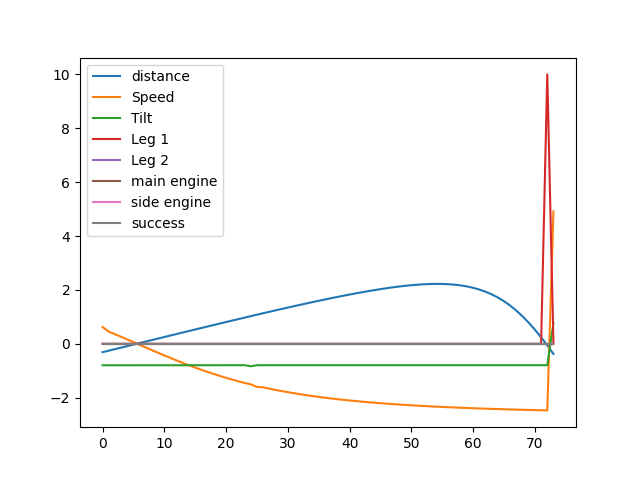 10
8
6
4
2
0
−2
distance
Speed
Tilt
Leg 1
Leg 2
main engine
side engine
success
0 10 20 30 40 50 60 70